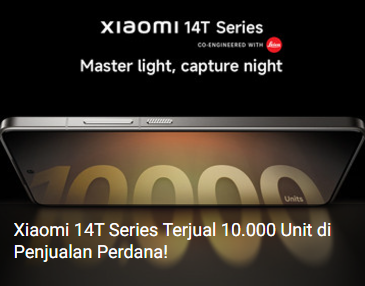 xiaomi 14T Series
CO-ENGINEERED WITH Leica
Master light, capture night
10000
Units
Xiaomi 14T Series Terjual 10.000 Unit di
Penjualan Perdana!